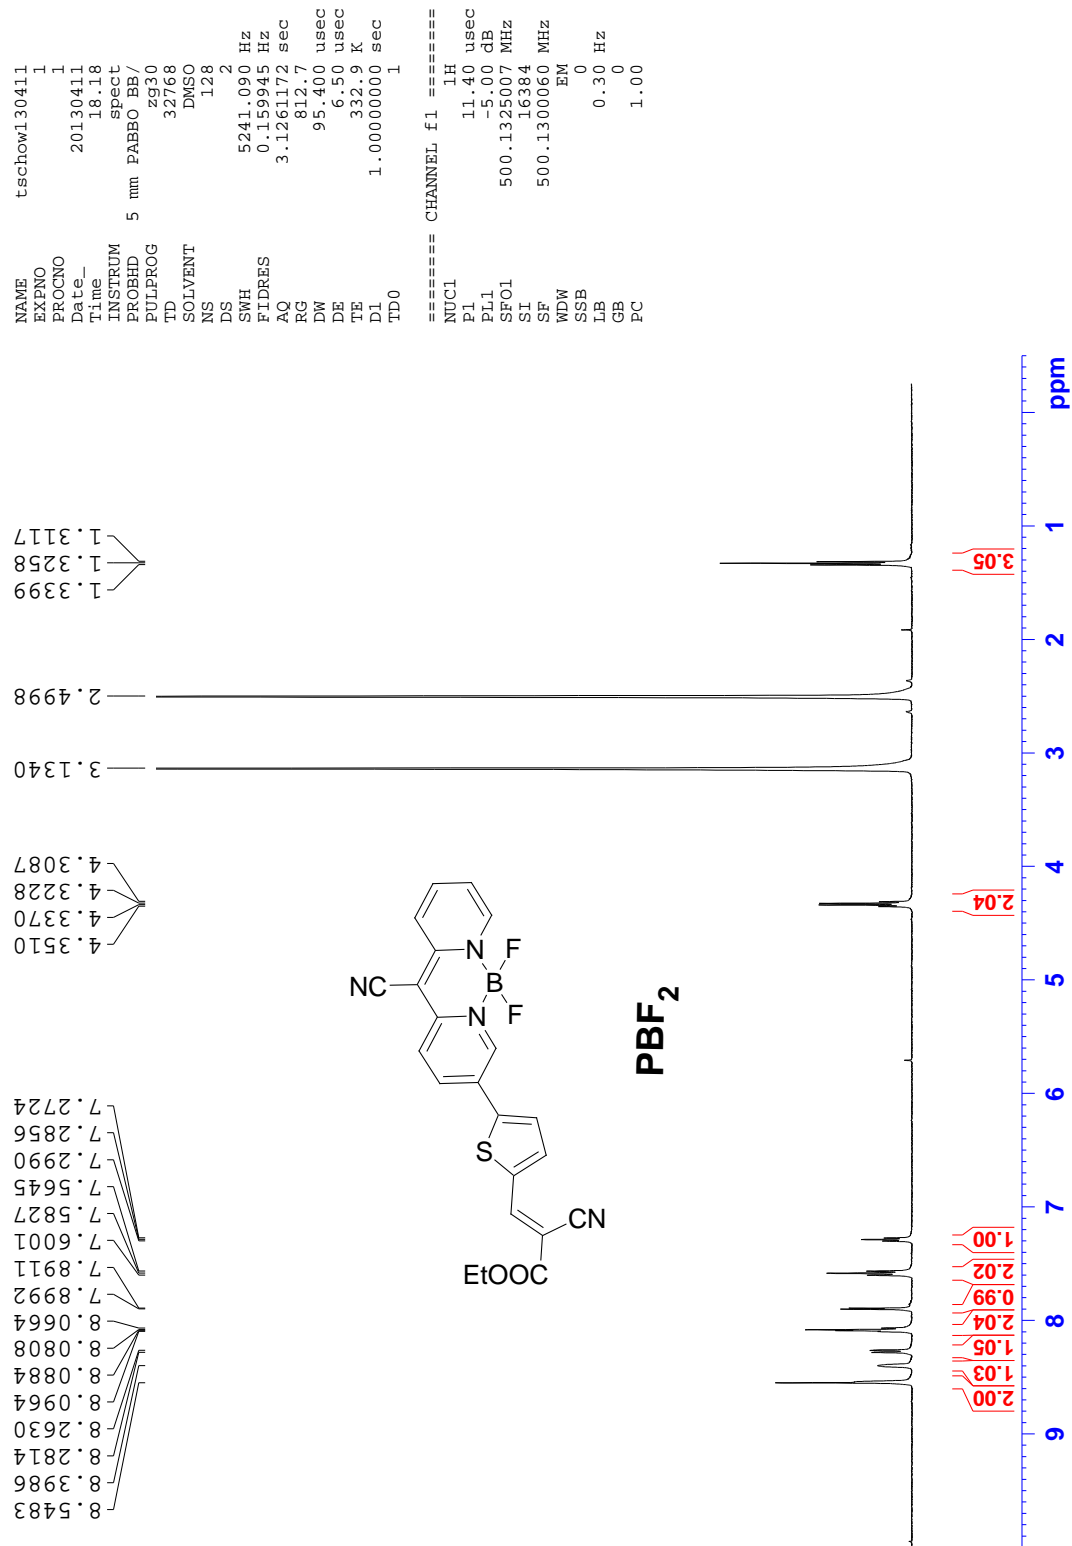 NAME tschow130411
EXPNO 1
PROCNO 1
Date_ 20130411
Time 18.18
INSTRUM spect
PROBHD 5 mm PABBO BB/
PULPROG zg30
TD 32768
SOLVENT DMSO
NS 128
DS 2
SWH 5241.090 Hz
FIDRES 0.159945 Hz
AQ 3.1261172 sec
RG 812.7
DW 95.400 usec
DE 6.50 usec
TE 332.9 K
D1 1.00000000 sec
TD0 1
======== CHANNEL f1 ========
NUC1 1H
P1 11.40 usec
PL1 -5.00 dB
SFO1 500.1325007 MHz
SI 16384
SF 500.1300060 MHz
WDW EM
SSB 0
LB 0.30 Hz
GB 0
PC 1.00
8.5483
8.3986
8.2814
8.2630
8.0964
8.0884
8.0808
8.0664
7.8992
7.8911
7.6001
7.5827
7.5645
7.2990
7.2856
7.2724
4.3510
4.3370
4.3228
4.3087
3.1340
2.4998
1.3399
1.3258
1.3117
NC
N
B
F
F
N
S
CN
EtOOC
PBF2
2.00
1.03
1.05
2.04
0.99
2.02
1.00
2.04
3.05
9 8 7 6 5 4 3 2 1 ppm